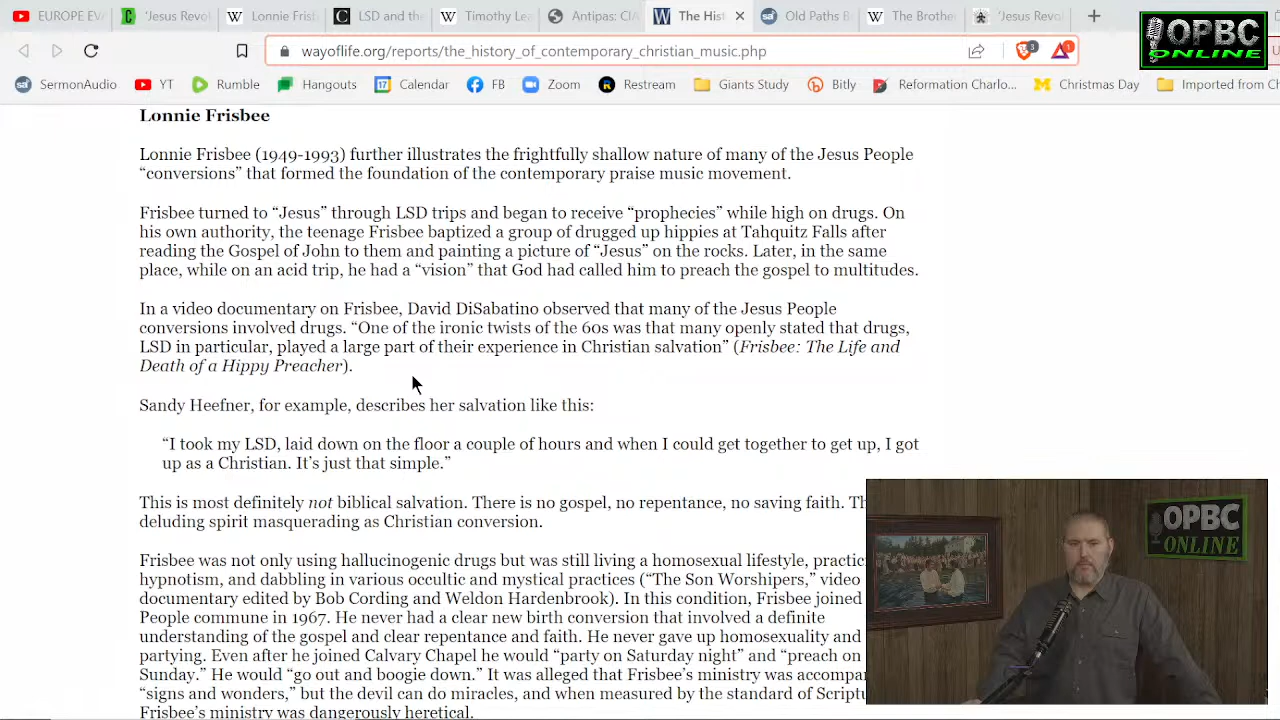 EUROPE EV
'Jesus Revol
Lonnie Frist
LSD and the
Timothy Lea
Antipas: CIA
The Hist
Old Paths B
The Brother
'Jesus Revol
OPBC
ONLINE
wayoflife.org/reports/the_history_of_contemporary_christian_music.php
3
1
SermonAudio
YT
Rumble
Hangouts
17
Calendar
FB
Zoom
Restream
Giants Study
Bitly
Reformation Charlo...
Christmas Day
Imported from Ch
Lonnie Frisbee
Lonnie Frisbee (1949-1993) further illustrates the frightfully shallow nature of many of the Jesus People
“conversions” that formed the foundation of the contemporary praise music movement.
Frisbee turned to “Jesus” through LSD trips and began to receive “prophecies” while high on drugs. On
his own authority, the teenage Frisbee baptized a group of drugged up hippies at Tahquitz Falls after
reading the Gospel of John to them and painting a picture of “Jesus” on the rocks. Later, in the same
place, while on an acid trip, he had a “vision” that God had called him to preach the gospel to multitudes.
In a video documentary on Frisbee, David DiSabatino observed that many of the Jesus People
conversions involved drugs. “One of the ironic twists of the 60s was that many openly stated that drugs,
LSD in particular, played a large part of their experience in Christian salvation” (Frisbee: The Life and
Death of a Hippy Preacher).
Sandy Heefner, for example, describes her salvation like this:
“I took my LSD, laid down on the floor a couple of hours and when I could get together to get up, I got
up as a Christian. It’s just that simple.”
This is most definitely not biblical salvation. There is no gospel, no repentance, no saving faith. Th
deluding spirit masquerading as Christian conversion.
Frisbee was not only using hallucinogenic drugs but was still living a homosexual lifestyle, practici
hypnotism, and dabbling in various occultic and mystical practices (“The Son Worshipers,” video
documentary edited by Bob Cording and Weldon Hardenbrook). In this condition, Frisbee joined
People commune in 1967. He never had a clear new birth conversion that involved a definite
understanding of the gospel and clear repentance and faith. He never gave up homosexuality and
partying. Even after he joined Calvary Chapel he would “party on Saturday night” and “preach on
Sunday.” He would “go out and boogie down.” It was alleged that Frisbee’s ministry was accompan
“signs and wonders,” but the devil can do miracles, and when measured by the standard of Scriptu
Frisbee’s ministry was dangerously heretical.
OPBC
ONLINE